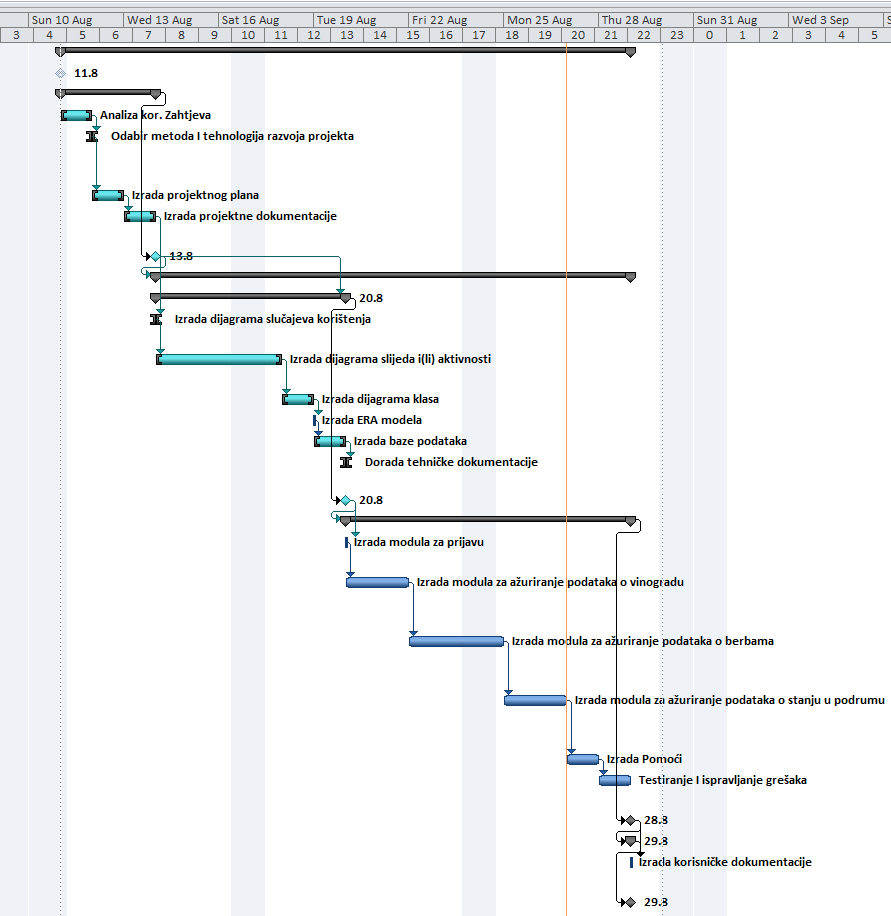 Sun 10 Aug Wed 13 Aug Sat 16 Aug Tue 19 Aug Fri 22 Aug Mon 25 Aug Thu 28 Aug Sun 31 Aug Wed 3 Sep
3 4 5 6 7 8 9 10 11 12 13 14 15 16 17 18 19 20 21 22 23 0 1 2 3 4 5
11.8
Analiza kor. Zahtjeva
Odabir metoda I tehnologija razvoja projekta
Izrada projektnog plana
Izrada projektne dokumentacije
13.8
20.8
Izrada dijagrama slučajeva korištenja
Izrada dijagrama slijeda i(li) aktivnosti
Izrada dijagrama klasa
Izrada ERA modela
Izrada baze podataka
Dorada tehničke dokumentacije
20.8
Izrada modula za prijavu
Izrada modula za ažuriranje podataka o vinogradu
Izrada modula za ažuriranje podataka o berbama
Izrada modula za ažuriranje podataka o stanju u podrumu
Izrada Pomoći
Testiranje I ispravljanje grešaka
28.8
29.8
Izrada korisničke dokumentacije
29.8